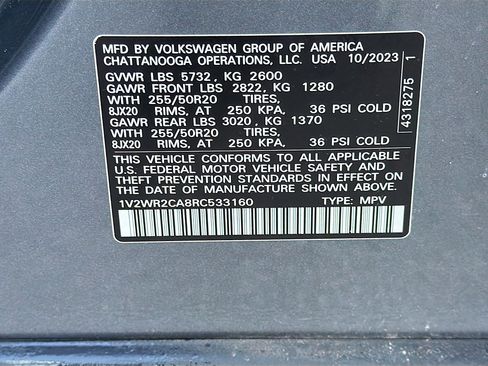 MFD BY VOLKSWAGEN GROUP OF AMERICA
CHATTANOOGA OPERATIONS, LLC. USA 10/2023
GVWR LBS 5732, KG 2600
GAWR FRONT LBS 2822, KG 1280
WITH 255/50R20 TIRES,
8JX20 RIMS, AT 250 KPA, 36 PSI COLD
GAWR REAR LBS 3020, KG 1370
WITH 255/50R20 TIRES,
8JX20 RIMS, AT 250 KPA, 36 PSI COLD
THIS VEHICLE CONFORMS TO ALL APPLICABLE
U.S. FEDERAL MOTOR VEHICLE SAFETY AND
THEFT PREVENTION STANDARDS IN EFFECT
ON THE DATE OF MANUFACTURE SHOWN ABOVE.
1V2WR2CA8RC533160 TYPE: MPV
4318275 1